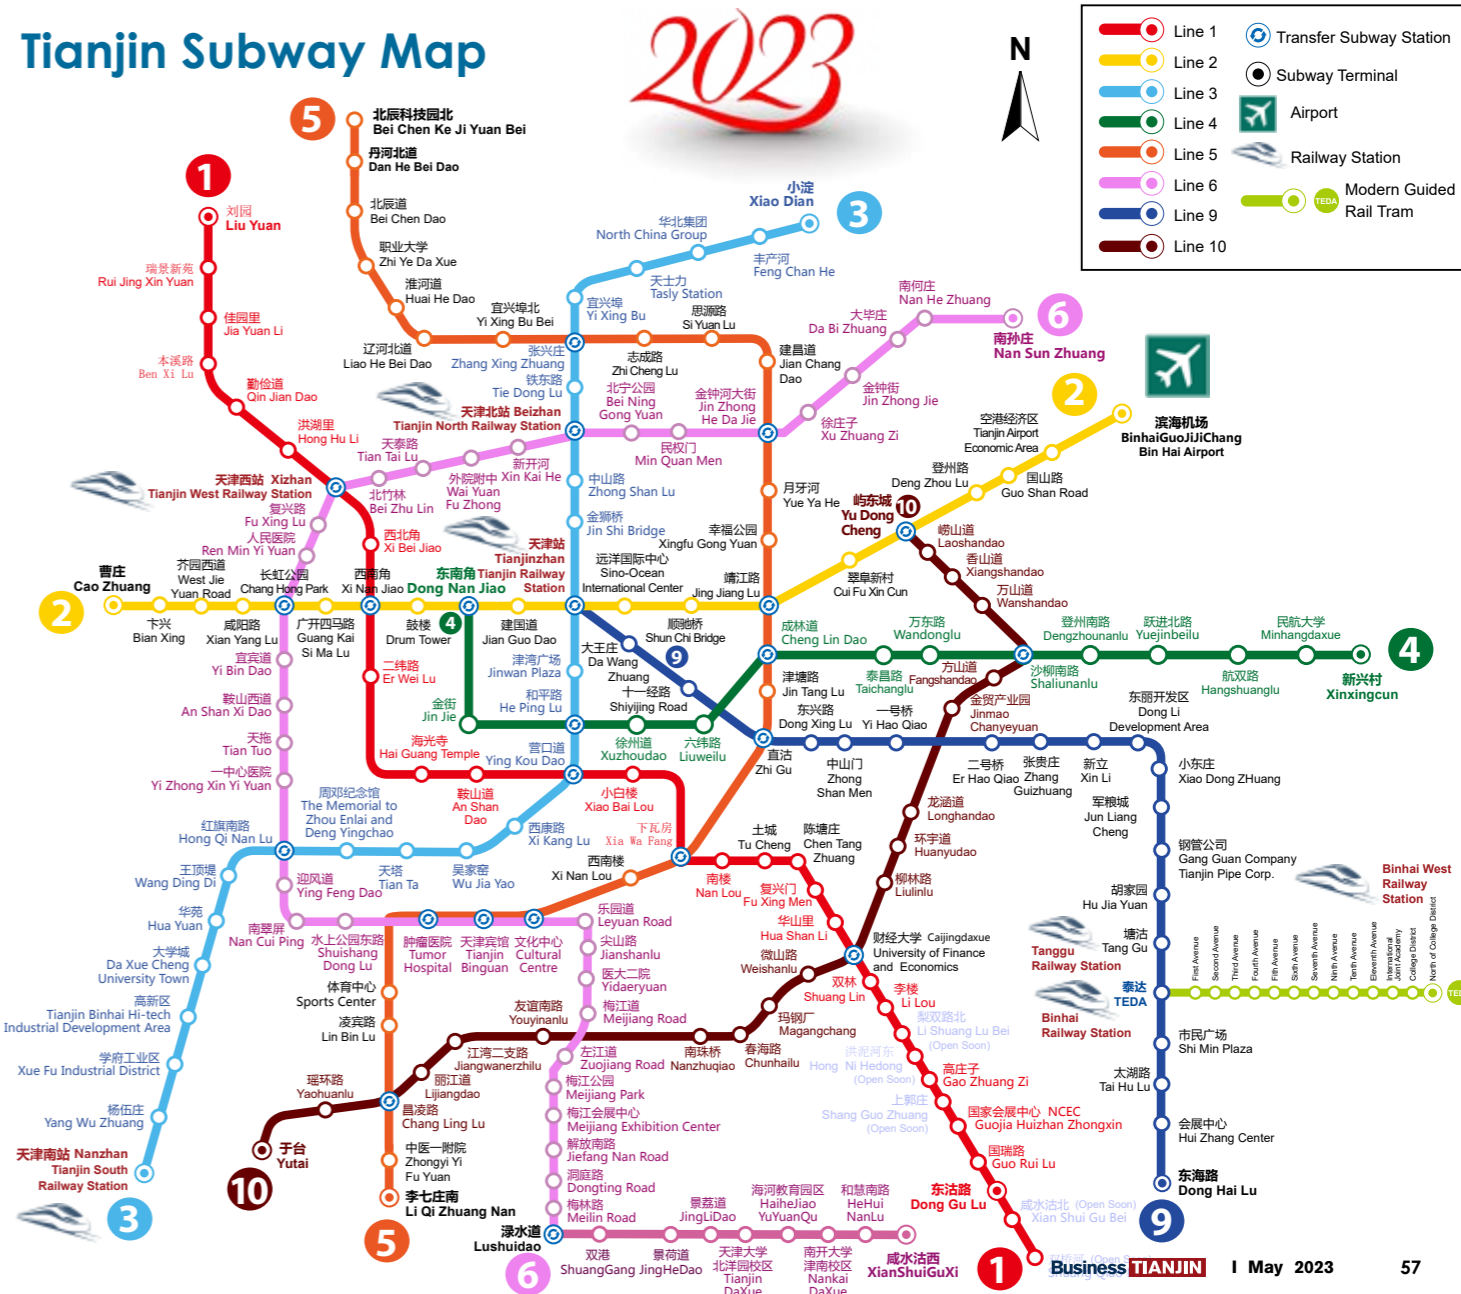 Tianjin Subway Map
2023
N
Line 1
Line 2
Line 3
Line 4
Line 5
Line 6
Line 9
Line 10
Transfer Subway Station
Subway Terminal
Airport
Railway Station
TEDA
Modern Guided
Rail Tram
5
北辰科技园北
Bei Chen Ke Ji Yuan Bei
丹河北道
Dan He Bei Dao
北辰道
Bei Chen Dao
职业大学
Zhi Ye Da Xue
淮河道
Huai He Dao
辽河北道
Liao He Bei Dao
宜兴埠北
Yi Xing Bu Bei
1
刘园
Liu Yuan
瑞景新苑
Rui Jing Xin Yuan
佳园里
Jia Yuan Li
本溪路
Ben Xi Lu
勤俭道
Qin Jian Dao
洪湖里
Hong Hu Li
天津西站 Xizhan
Tianjin West Railway Station
小淀
Xiao Dian
3
华北集团
North China Group
丰产河
Feng Chan He
天士力
Tasly Station
宜兴埠
Yi Xing Bu
张兴庄
Zhang Xing Zhuang
铁东路
Tie Dong Lu
天津北站 Beizhan
Tianjin North Railway Station
志成路
Zhi Cheng Lu
思源路
Si Yuan Lu
建昌道
Jian Chang
Dao
南何庄
Nan He Zhuang
大毕庄
Da Bi Zhuang
6
南孙庄
Nan Sun Zhuang
金钟街
Jin Zhong Jie
徐庄子
Xu Zhuang Zi
金钟河大街
Jin Zhong
He Da Jie
北宁公园
Bei Ning
Gong Yuan
民权门
Min Quan Men
天泰路
Tian Tai Lu
北竹林
Bei Zhu Lin
外院附中
Wai Yuan
Fu Zhong
新开河
Xin Kai He
复兴路
Fu Xing Lu
人民医院
Ren Min Yi Yuan
西北角
Xi Bei Jiao
中山路
Zhong Shan Lu
金狮桥
Jin Shi Bridge
天津站
Tianjinzhan
Tianjin Railway
Station
月牙河
Yue Ya He
幸福公园
Xingfu Gong Yuan
2
滨海机场
BinhaiGuoJiJiChang
Bin Hai Airport
空港经济区
Tianjin Airport
Economic Area
国山路
Guo Shan Road
登州路
Deng Zhou Lu
屿东城
Yu Dong
Cheng
10
翠阜新村
Cui Fu Xin Cun
靖江路
Jing Jiang Lu
顺驰桥
Shun Chi Bridge
远洋国际中心
Sino-Ocean
International Center
崂山道
Laoshandao
香山道
Xiangshandao
万山道
Wanshandao
曹庄
Cao Zhuang
2
卞兴
Bian Xing
芥园西道
West Jie
Yuan Road
咸阳路
Xian Yang Lu
长虹公园
Chang Hong Park
广开四马路
Guang Kai
Si Ma Lu
西南角
Xi Nan Jiao
鼓楼
Drum Tower
东南角
Dong Nan Jiao
4
建国道
Jian Guo Dao
大王庄
Da Wang
Zhuang
9
十一经路
Shiyijing Road
津湾广场
Jinwan Plaza
和平路
He Ping Lu
金街
Jin Jie
徐州道
Xuzhoudao
六纬路
Liuweilu
成林道
Cheng Lin Dao
万东路
Wandonglu
泰昌路
Taichanglu
方山道
Fangshandao
沙柳南路
Shaliunanlu
登州南路
Dengzhounanlu
跃进北路
Yuejinbeilu
航双路
Hangshuanglu
民航大学
Minhangdaxue
4
新兴村
Xinxingcun
津塘路
Jin Tang Lu
直沽
Zhi Gu
东兴路
Dong Xing Lu
中山门
Zhong
Shan Men
一号桥
Yi Hao Qiao
金贸产业园
Jinmao
Chanyeyuan
二号桥
Er Hao Qiao
张贵庄
Zhang
Guizhuang
新立
Xin Li
东丽开发区
Dong Li
Development Area
小东庄
Xiao Dong ZHuang
军粮城
Jun Liang
Cheng
钢管公司
Gang Guan Company
Tianjin Pipe Corp.
胡家园
Hu Jia Yuan
塘沽
Tang Gu
Tanggu
Railway Station
泰达
TEDA
Binhai
Railway Station
Binhai West
Railway
Station
First Avenue
Second Avenue
Third Avenue
Fourth Avenue
Fifth Avenue
Sixth Avenue
Seventh Avenue
Ninth Avenue
Tenth Avenue
Eleventh Avenue
International
Joint Academy
College District
North of College District
市民广场
Shi Min Plaza
太湖路
Tai Hu Lu
会展中心
Hui Zhang Center
东海路
Dong Hai Lu
9
宜宾道
Yi Bin Dao
鞍山西道
An Shan Xi Dao
天拖
Tian Tuo
一中心医院
Yi Zhong Xin Yi Yuan
红旗南路
Hong Qi Nan Lu
二纬路
Er Wei Lu
海光寺
Hai Guang Temple
鞍山道
An Shan
Dao
营口道
Ying Kou Dao
小白楼
Xiao Bai Lou
下瓦房
Xia Wa Fang
周邓纪念馆
The Memorial to
Zhou Enlai and
Deng Yingchao
天塔
Tian Ta
吴家窑
Wu Jia Yao
西康路
Xi Kang Lu
西南楼
Xi Nan Lou
王顶堤
Wang Ding Di
华苑
Hua Yuan
大学城
Da Xue Cheng
University Town
高新区
Tianjin Binhai Hi-tech
Industrial Development Area
学府工业区
Xue Fu Industrial District
杨伍庄
Yang Wu Zhuang
天津南站 Nanzhan
Tianjin South
Railway Station
3
迎风道
Ying Feng Dao
南翠屏
Nan Cui Ping
水上公园东路
Shuishang
Dong Lu
肿瘤医院
Tumor
Hospital
天津宾馆
Tianjin
Binguan
文化中心
Cultural
Centre
乐园道
Leyuan Road
尖山路
Jianshanlu
医大二院
Yidaeryuan
梅江道
Meijiang Road
左江道
Zuojiang Road
梅江公园
Meijiang Park
梅江会展中心
Meijiang Exhibition Center
解放南路
Jiefang Nan Road
洞庭路
Dongting Road
梅林路
Meilin Road
渌水道
Lushuidao
6
体育中心
Sports Center
凌宾路
Lin Bin Lu
昌凌路
Chang Ling Lu
中医一附院
Zhongyi Yi
Fu Yuan
李七庄南
Li Qi Zhuang Nan
5
于台
Yutai
10
瑶环路
Yaohuanlu
丽江道
Lijiangdao
江湾二支路
Jiangwanerzhilu
友谊南路
Youyinanlu
南珠桥
Nanzhuqiao
春海路
Chunhailu
玛钢厂
Magangchang
微山路
Weishanlu
财经大学 Caijingdaxue
University of Finance
and Economics
柳林路
Liulinlu
环宇道
Huanyudao
龙涵道
Longhandao
南楼
Nan Lou
土城
Tu Cheng
陈塘庄
Chen Tang
Zhuang
复兴门
Fu Xing Men
华山里
Hua Shan Li
双林
Shuang Lin
李楼
Li Lou
梨双路北
Li Shuang Lu Bei
(Open Soon)
洪泥河东
Hong Ni Hedong
(Open Soon)
高庄子
Gao Zhuang Zi
上郭庄
Shang Guo Zhuang
(Open Soon)
国家会展中心 NCEC
Guojia Huizhan Zhongxin
国瑞路
Guo Rui Lu
东沽路
Dong Gu Lu
咸水沽北 (Open Soon)
Xian Shui Gu Bei
1
双港
ShuangGang
景荷道
JingHeDao
景荔道
JingLiDao
天津大学
北洋园校区
Tianjin
DaXue
海河教育园区
HaiheJiao
YuYuanQu
南开大学
津南校区
Nankai
DaXue
和慧南路
HeHui
NanLu
咸水沽西
XianShuiGuXi
Business TIANJIN I May 2023 57